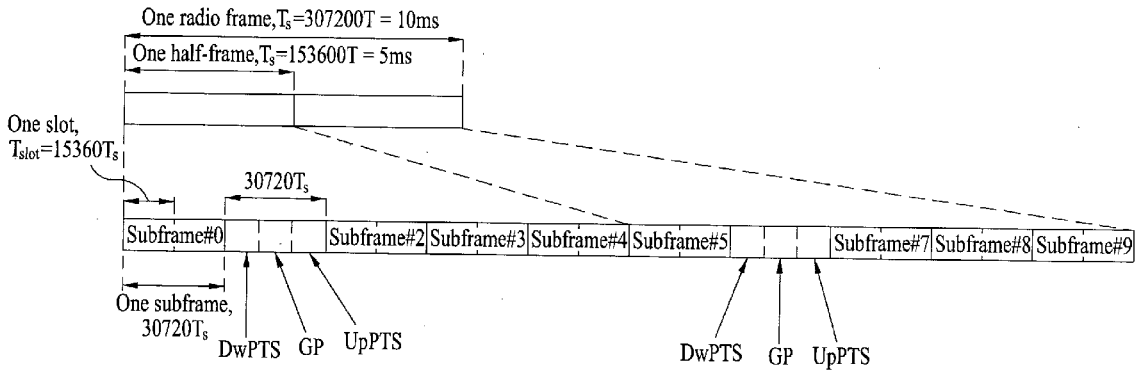 One radio frame,Ts=307200T = 10ms
One half-frame,Ts=153600T = 5ms
One slot,
Tslot=15360Ts
30720Ts
Subframe#0
Subframe#2
Subframe#3
Subframe#4
Subframe#5
Subframe#7
Subframe#8
Subframe#9
One subframe,
30720Ts
DwPTS
GP
UpPTS
DwPTS
GP
UpPTS